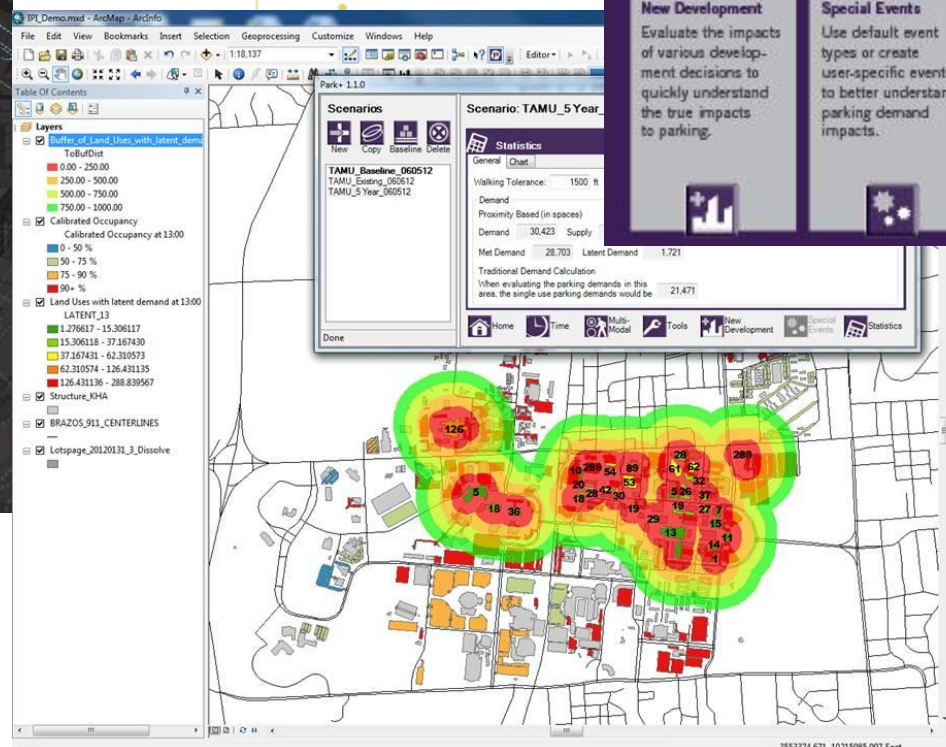 IPI_Demo.mxd - ArcMap - ArcInfo
File Edit View Bookmarks Insert Selection Geoprocessing Customize Windows Help
1:18,137
Editor
Table Of Contents
Layers
Buffer_of_Land_Uses_with_latent_dema
ToBufDist
0.00 - 250.00
250.00 - 500.00
500.00 - 750.00
750.00 - 1000.00
Calibrated Occupancy
Calibrated Occupancy at 13:00
0 - 50 %
50 - 75 %
75 - 90 %
90+ %
Land Uses with latent demand at 13:00
LATENT_13
1.276617 - 15.306117
15.306118 - 37.167430
37.167431 - 62.310573
62.310574 - 126.431135
126.431136 - 288.839567
Structure_KHA
BRAZOS_911_CENTERLINES
Lotspage_20120131_3_Dissolve
Park+ 1.1.0
Scenarios
New Copy Baseline Delete
TAMU_Baseline_060512
TAMU_Existing_060612
TAMU_5 Year_060512
Done
Scenario: TAMU_5 Year_
Statistics
General Chart
Walking Tolerance: 1500 ft
Demand
Proximity Based (in spaces)
Demand 30,423 Supply
Met Demand 28,703 Latent Demand 1,721
Traditional Demand Calculation
When evaluating the parking demands in this
area, the single use parking demands would be 21,471
Home Time Multi-Modal Tools New Development Special Events Statistics
New Development
Evaluate the impacts
of various develop-
ment decisions to
quickly understand
the true impacts
to parking.
Special Events
Use default event
types or create
user-specific event
to better understan
parking demand
impacts.
126
5
18 36
10 289 54 89
20 53
18 28 42 30
19
28
61 62
32
5 26 37
19 27 7
29 15
13 11
14
1
289